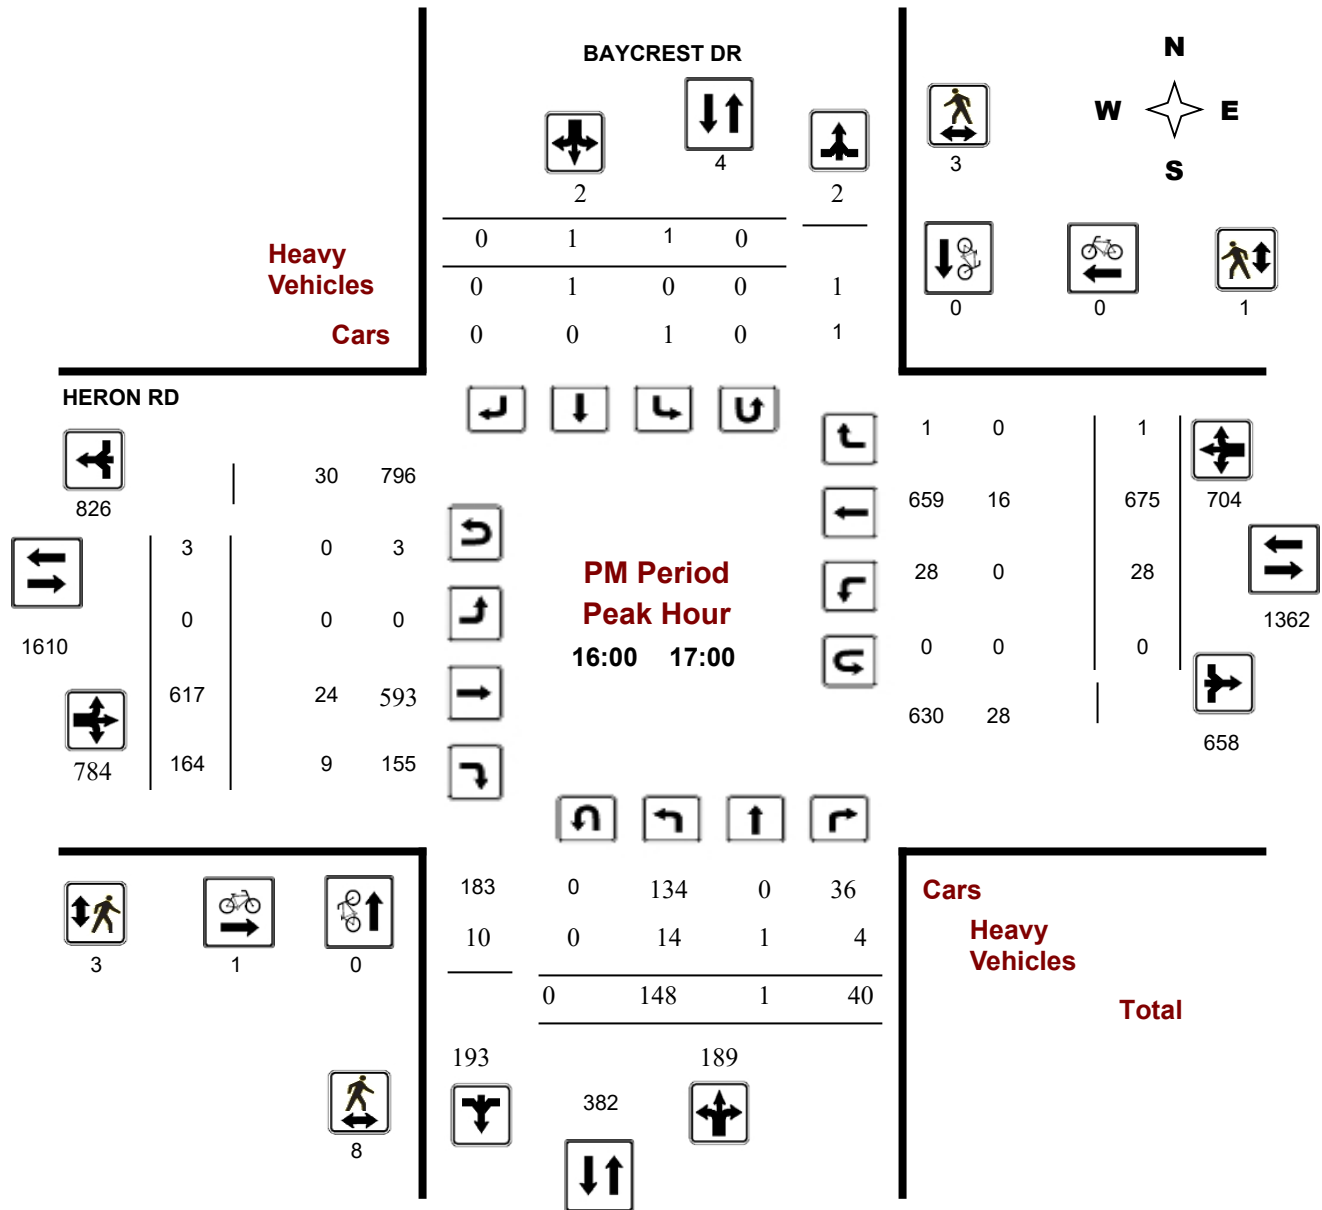 BAYCREST DR
N
W E
S
4
3
2 2
0 1 1 0
Heavy
Vehicles
0 1 0 0 1
0 0 1
Cars
0 0 1 0 1
HERON RD
1 0 1
30 796
826
659 16 675 704
3 0 3
PM Period
28 0 28
Peak Hour
0 0 0
1362
1610
16:00 17:00
0 0 0
617 24 593
630 28
658
784 164 9 155
183 0 134 0 36
Cars
10 0 14 1 4
Heavy
Vehicles
3 1 0
0 148 1 40
Total
193 189
382
8